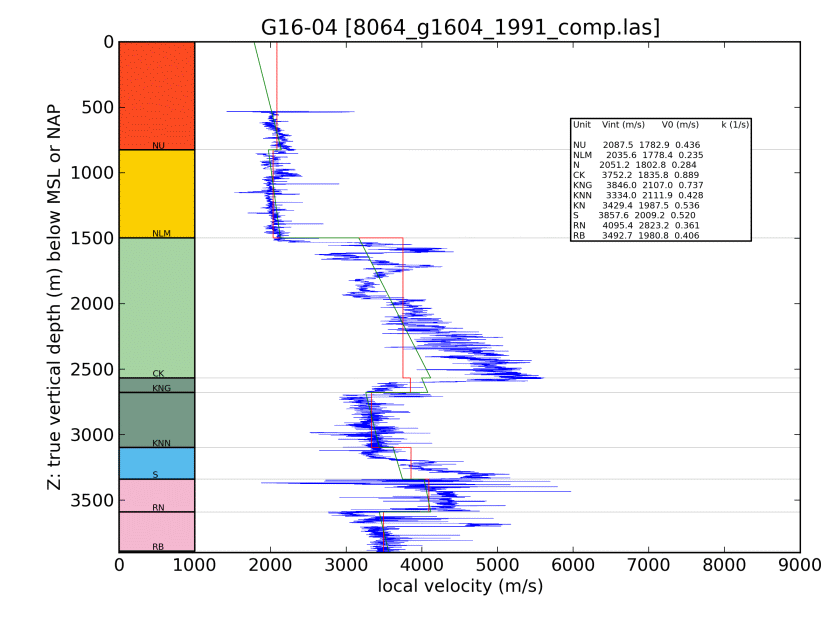 G16-04 [8064_g1604_1991_comp.las]
0
500
1000
1500
2000
2500
3000
3500
Z: true vertical depth (m) below MSL or NAP
NU
NLM
CK
KNG
KNN
S
RN
RB
Unit Vint (m/s) V0 (m/s) k (1/s)
NU 2087.5 1782.9 0.436
NLM 2035.6 1778.4 0.235
N 2051.2 1802.8 0.284
CK 3752.2 1835.8 0.889
KNG 3846.0 2107.0 0.737
KNN 3334.0 2111.9 0.428
KN 3429.4 1987.5 0.536
S 3857.6 2009.2 0.520
RN 4095.4 2823.2 0.361
RB 3492.7 1980.8 0.406
0 1000 2000 3000 4000 5000 6000 7000 8000 9000
local velocity (m/s)